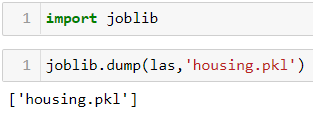 1 import joblib
1 joblib.dump(las,'housing.pkl')
['housing.pkl']